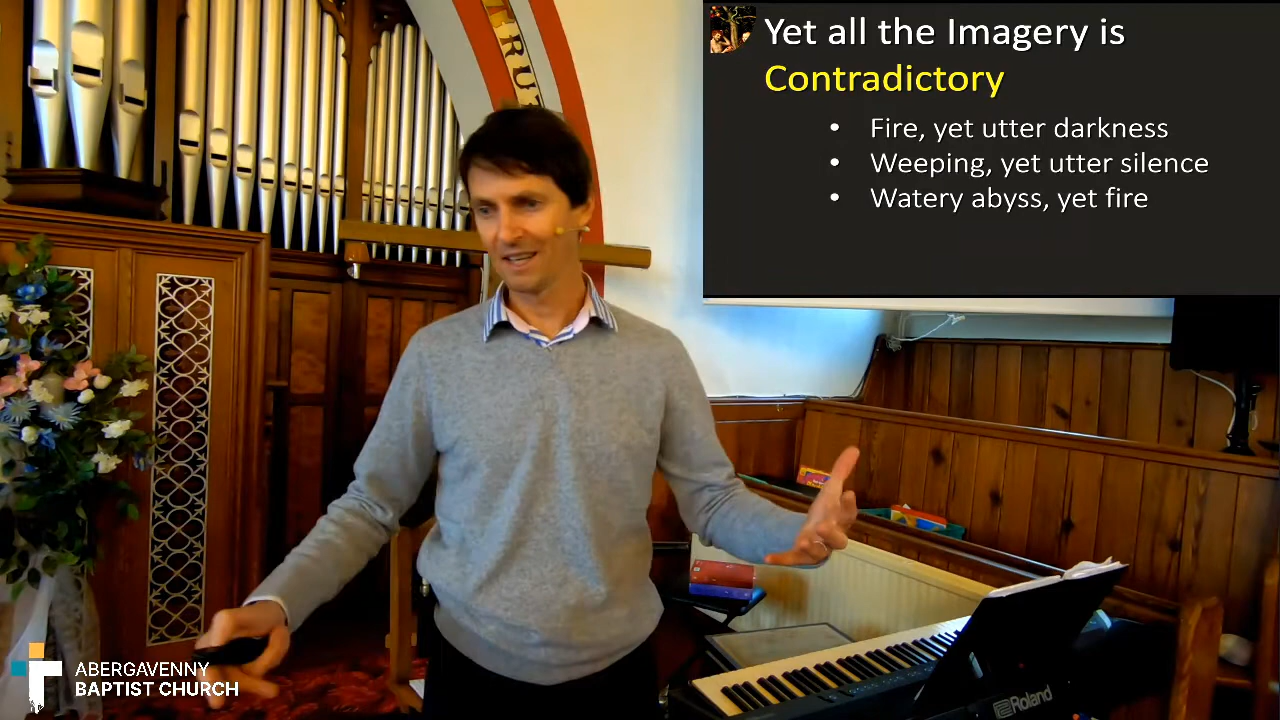 Yet all the Imagery is
Contradictory
• Fire, yet utter darkness
• Weeping, yet utter silence
• Watery abyss, yet fire
TRUT
ABERGAVENNY
BAPTIST CHURCH
Roland